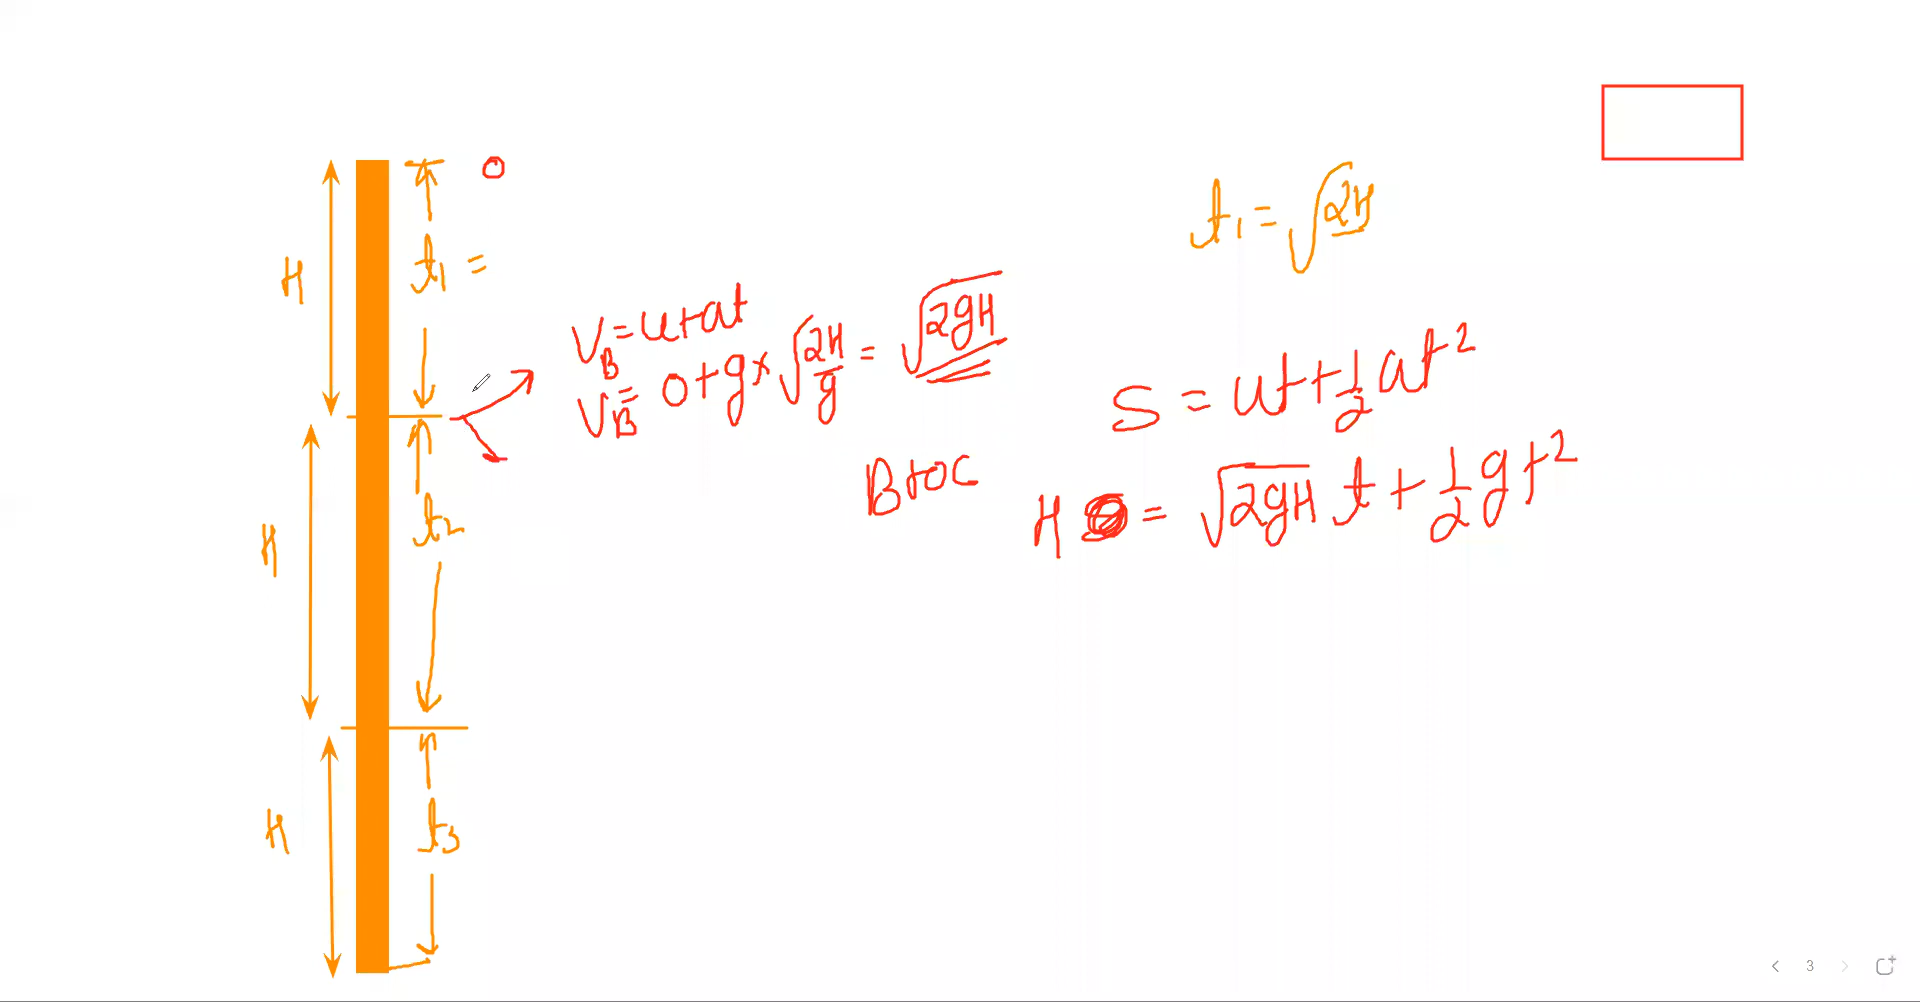 O
t₁ = √2H
H
t₁ =
V_B = u+at
V_B = 0+g× √(2H/g) = √2gH
S = ut+½at²
B to C
H = √2gH t + ½gt²
H
t₂
H
t₃
3